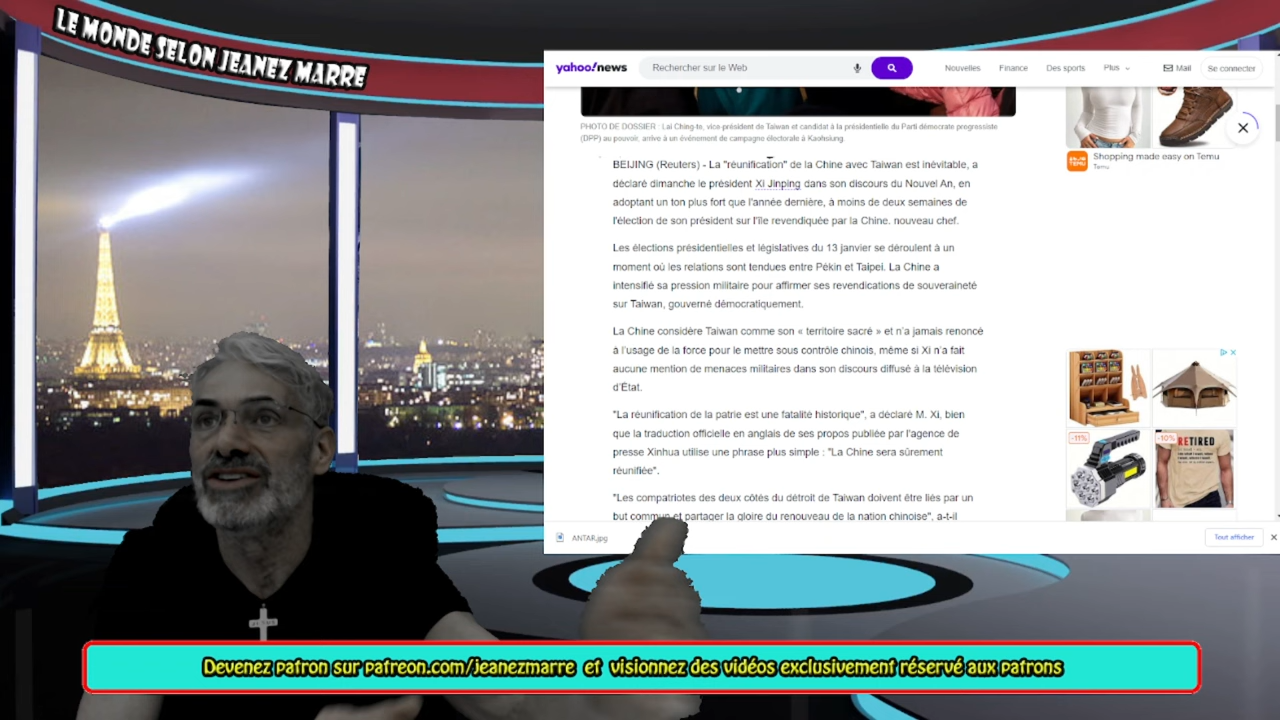 LE MONDE SELON JEANEZ MARRE
yahoo!news
Rechercher sur le Web
Nouvelles
Finance
Des sports
Plus
Mail
Se connecter
PHOTO DE DOSSIER : Lai Ching-te, vice-président de Taiwan et candidat à la présidentielle du Parti démocrate progressiste
(DPP) au pouvoir, arrive à un événement de campagne électorale à Kaohsiung.
BEIJING (Reuters) - La "réunification" de la Chine avec Taiwan est inévitable, a
déclaré dimanche le président Xi Jinping dans son discours du Nouvel An, en
adoptant un ton plus fort que l'année dernière, à moins de deux semaines de
l'élection de son président sur l'île revendiquée par la Chine. nouveau chef.
Les élections présidentielles et législatives du 13 janvier se déroulent à un
moment où les relations sont tendues entre Pékin et Taipei. La Chine a
intensifié sa pression militaire pour affirmer ses revendications de souveraineté
sur Taiwan, gouverné démocratiquement.
La Chine considère Taiwan comme son « territoire sacré » et n'a jamais renoncé
à l'usage de la force pour le mettre sous contrôle chinois, même si Xi n'a fait
aucune mention de menaces militaires dans son discours diffusé à la télévision
d'État.
"La réunification de la patrie est une fatalité historique", a déclaré M. Xi, bien
que la traduction officielle en anglais de ses propos publiée par l'agence de
presse Xinhua utilise une phrase plus simple : "La Chine sera sûrement
réunifiée".
"Les compatriotes des deux côtés du détroit de Taiwan doivent être liés par un
but commun et partager la gloire du renouveau de la nation chinoise", a-t-il
Shopping made easy on Temu
Temu
-11%
-10%
RETIRED
ANTAR.jpg
Tout afficher
Devenez patron sur patreon.com/jeanezmarre et visionnez des vidéos exclusivement réservé aux patrons